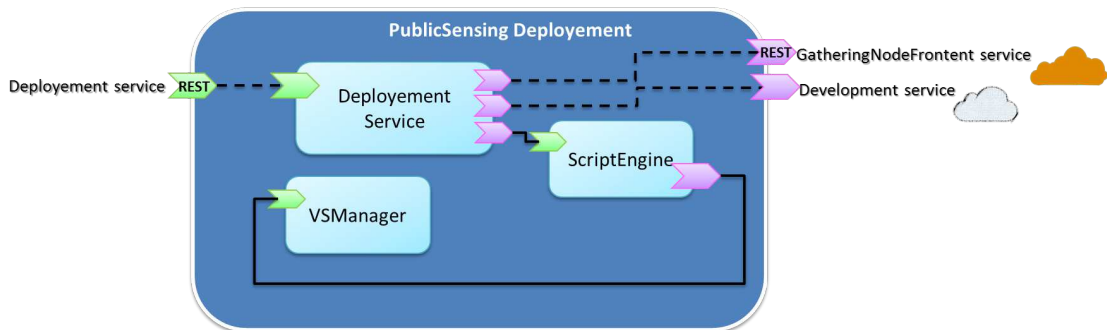 PublicSensing Deployement
REST
GatheringNodeFrontent service
Deployement service
REST
Development service
Deployement
Service
ScriptEngine
VSManager